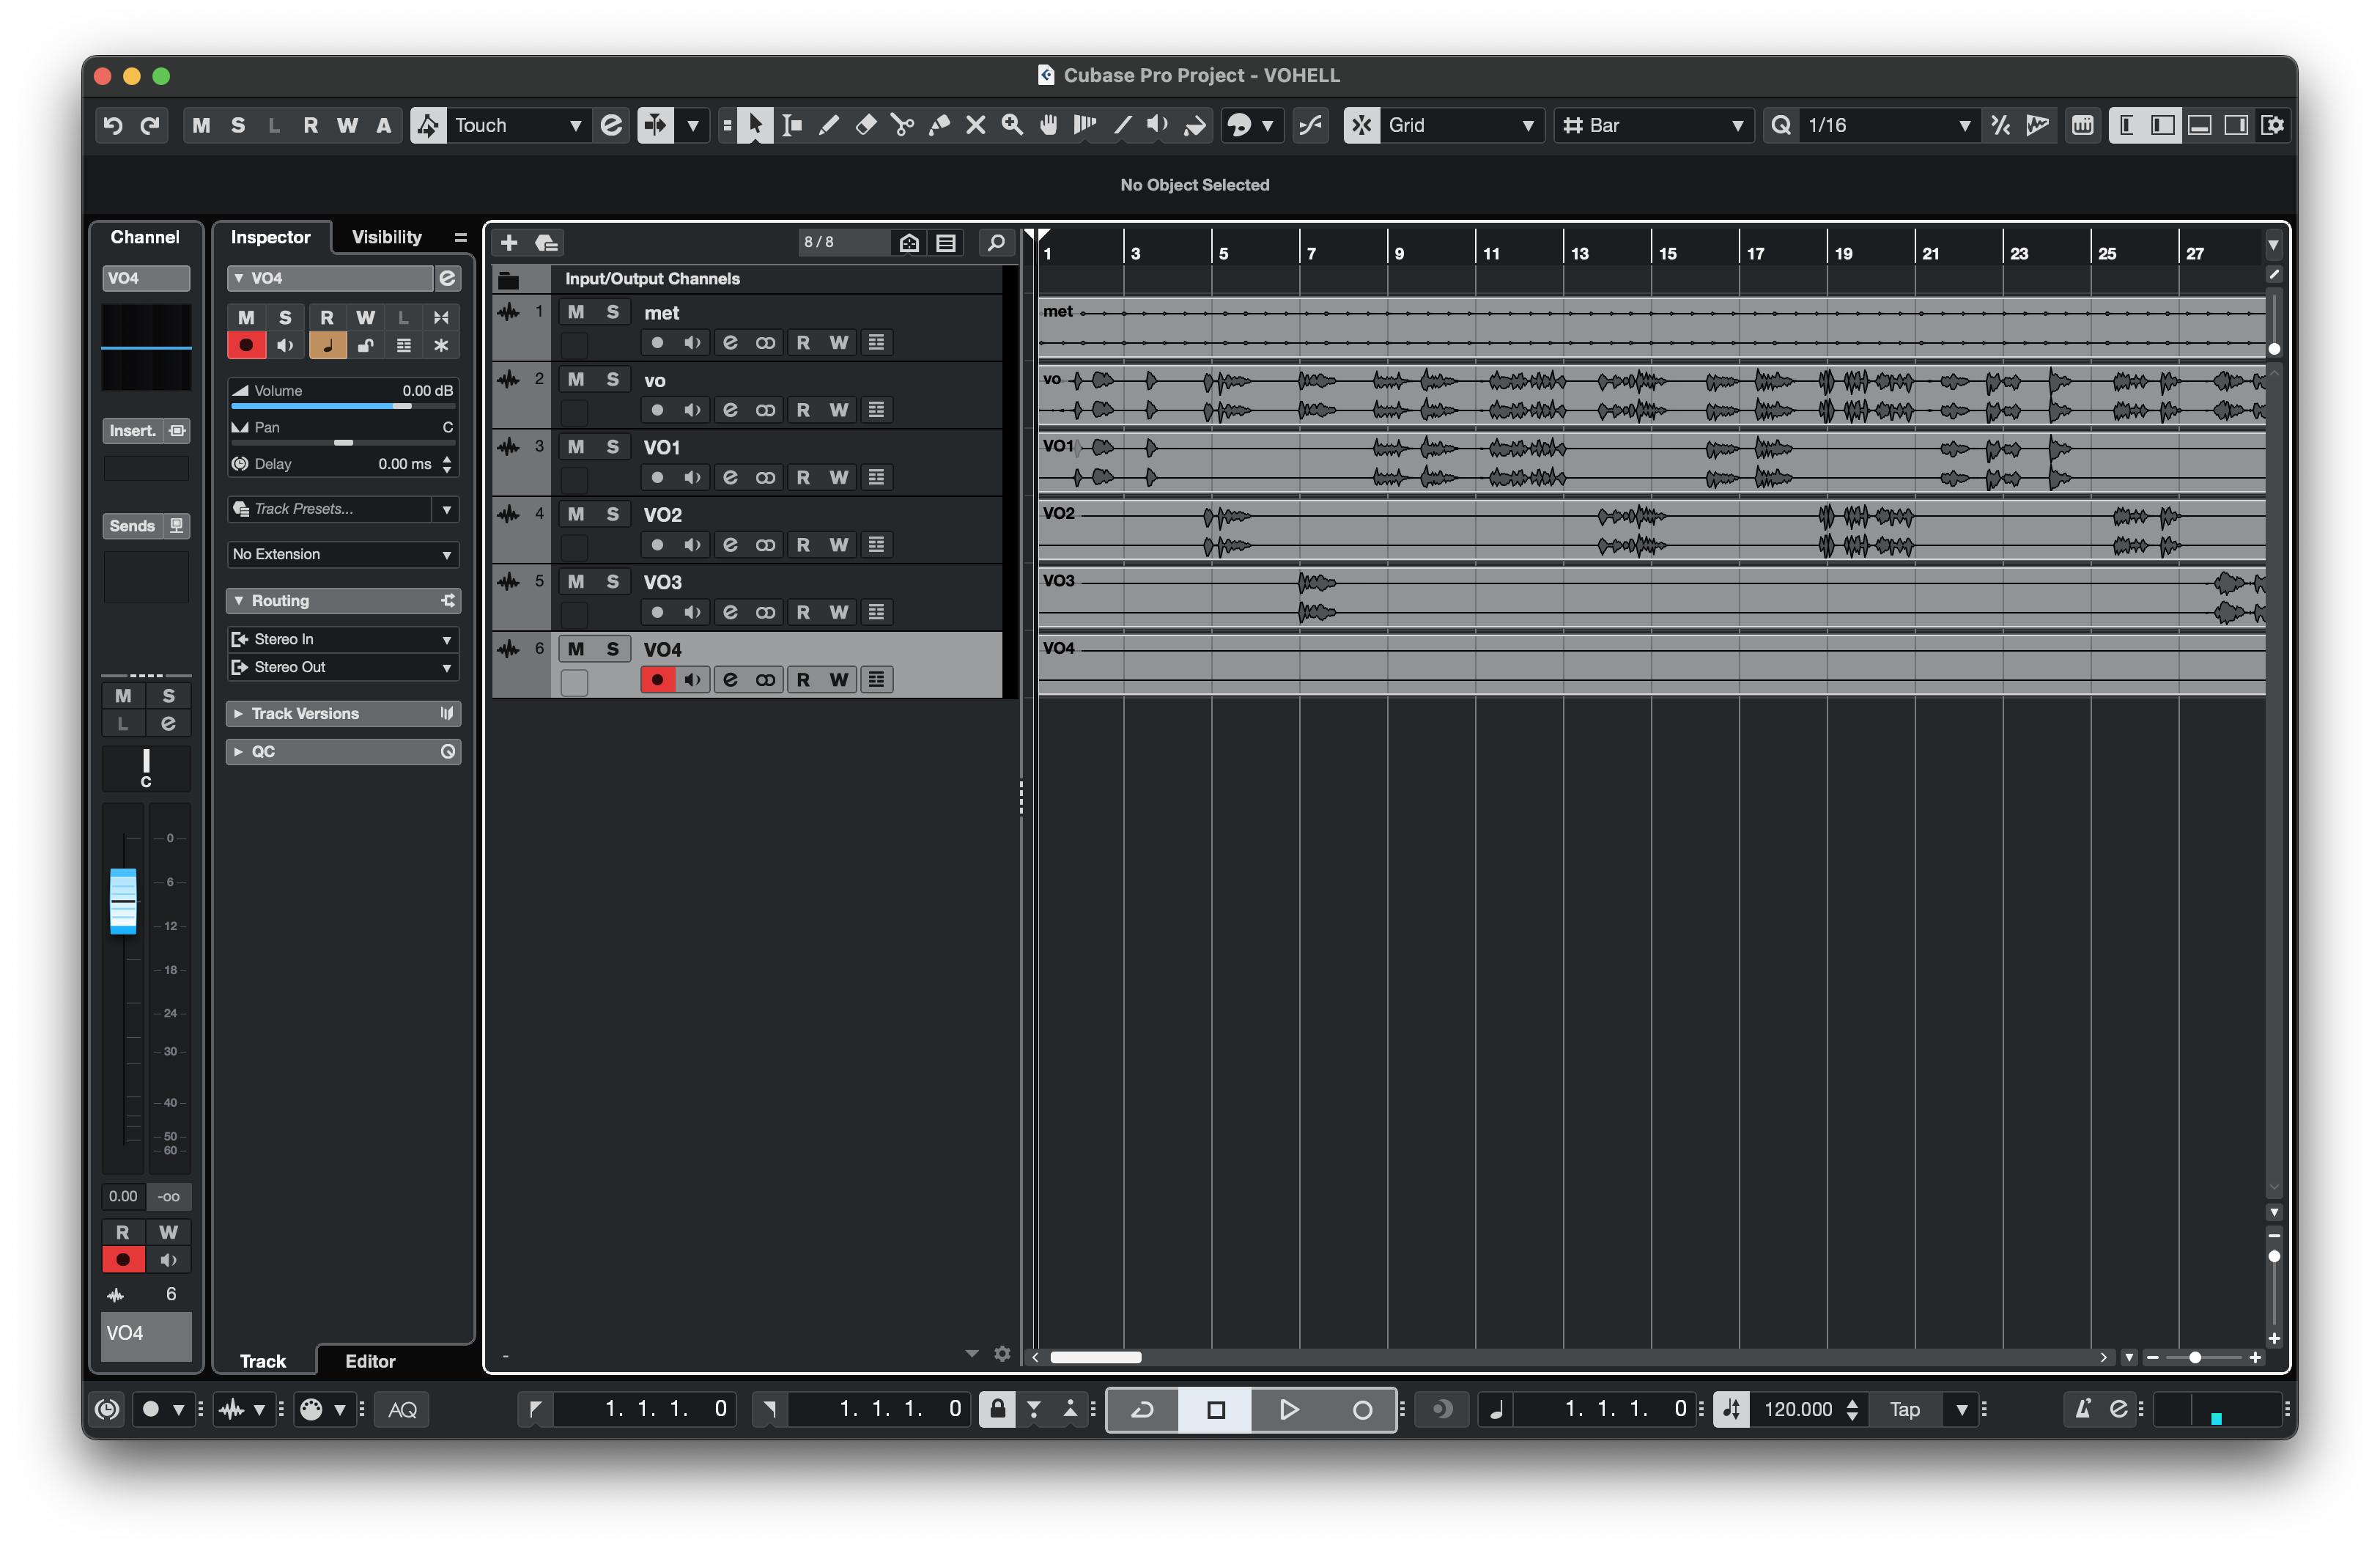 Cubase Pro Project - VOHELL
M S L R W A Touch Grid Bar Q 1/16
No Object Selected
Channel
VO4
Insert.
Sends
M S
L e
C
0
6
12
18
24
30
40
50
60
0.00 -oo
R W
6
VO4
Inspector Visibility
VO4 e
M S R W L
Volume 0.00 dB
Pan C
Delay 0.00 ms
Track Presets...
No Extension
Routing
Stereo In
Stereo Out
Track Versions
QC
Track Editor
8 / 8
Input/Output Channels
1 M S met
e R W
2 M S vo
e R W
3 M S VO1
e R W
4 M S VO2
e R W
5 M S VO3
e R W
6 M S VO4
e R W
1 3 5 7 9 11 13 15 17 19 21 23 25 27
met
vo
VO1
VO2
VO3
VO4
AQ 1. 1. 1. 0 1. 1. 1. 0 1. 1. 1. 0 120.000 Tap e